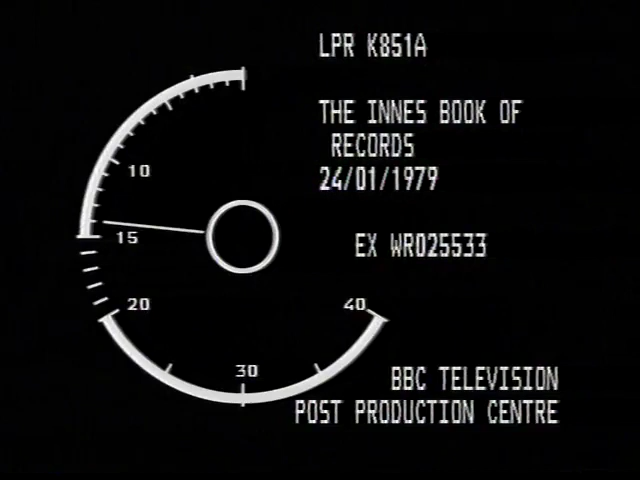 LPR K851A
THE INNES BOOK OF
RECORDS
24/01/1979
10
15
EX WR025533
20
40
30
BBC TELEVISION
POST PRODUCTION CENTRE